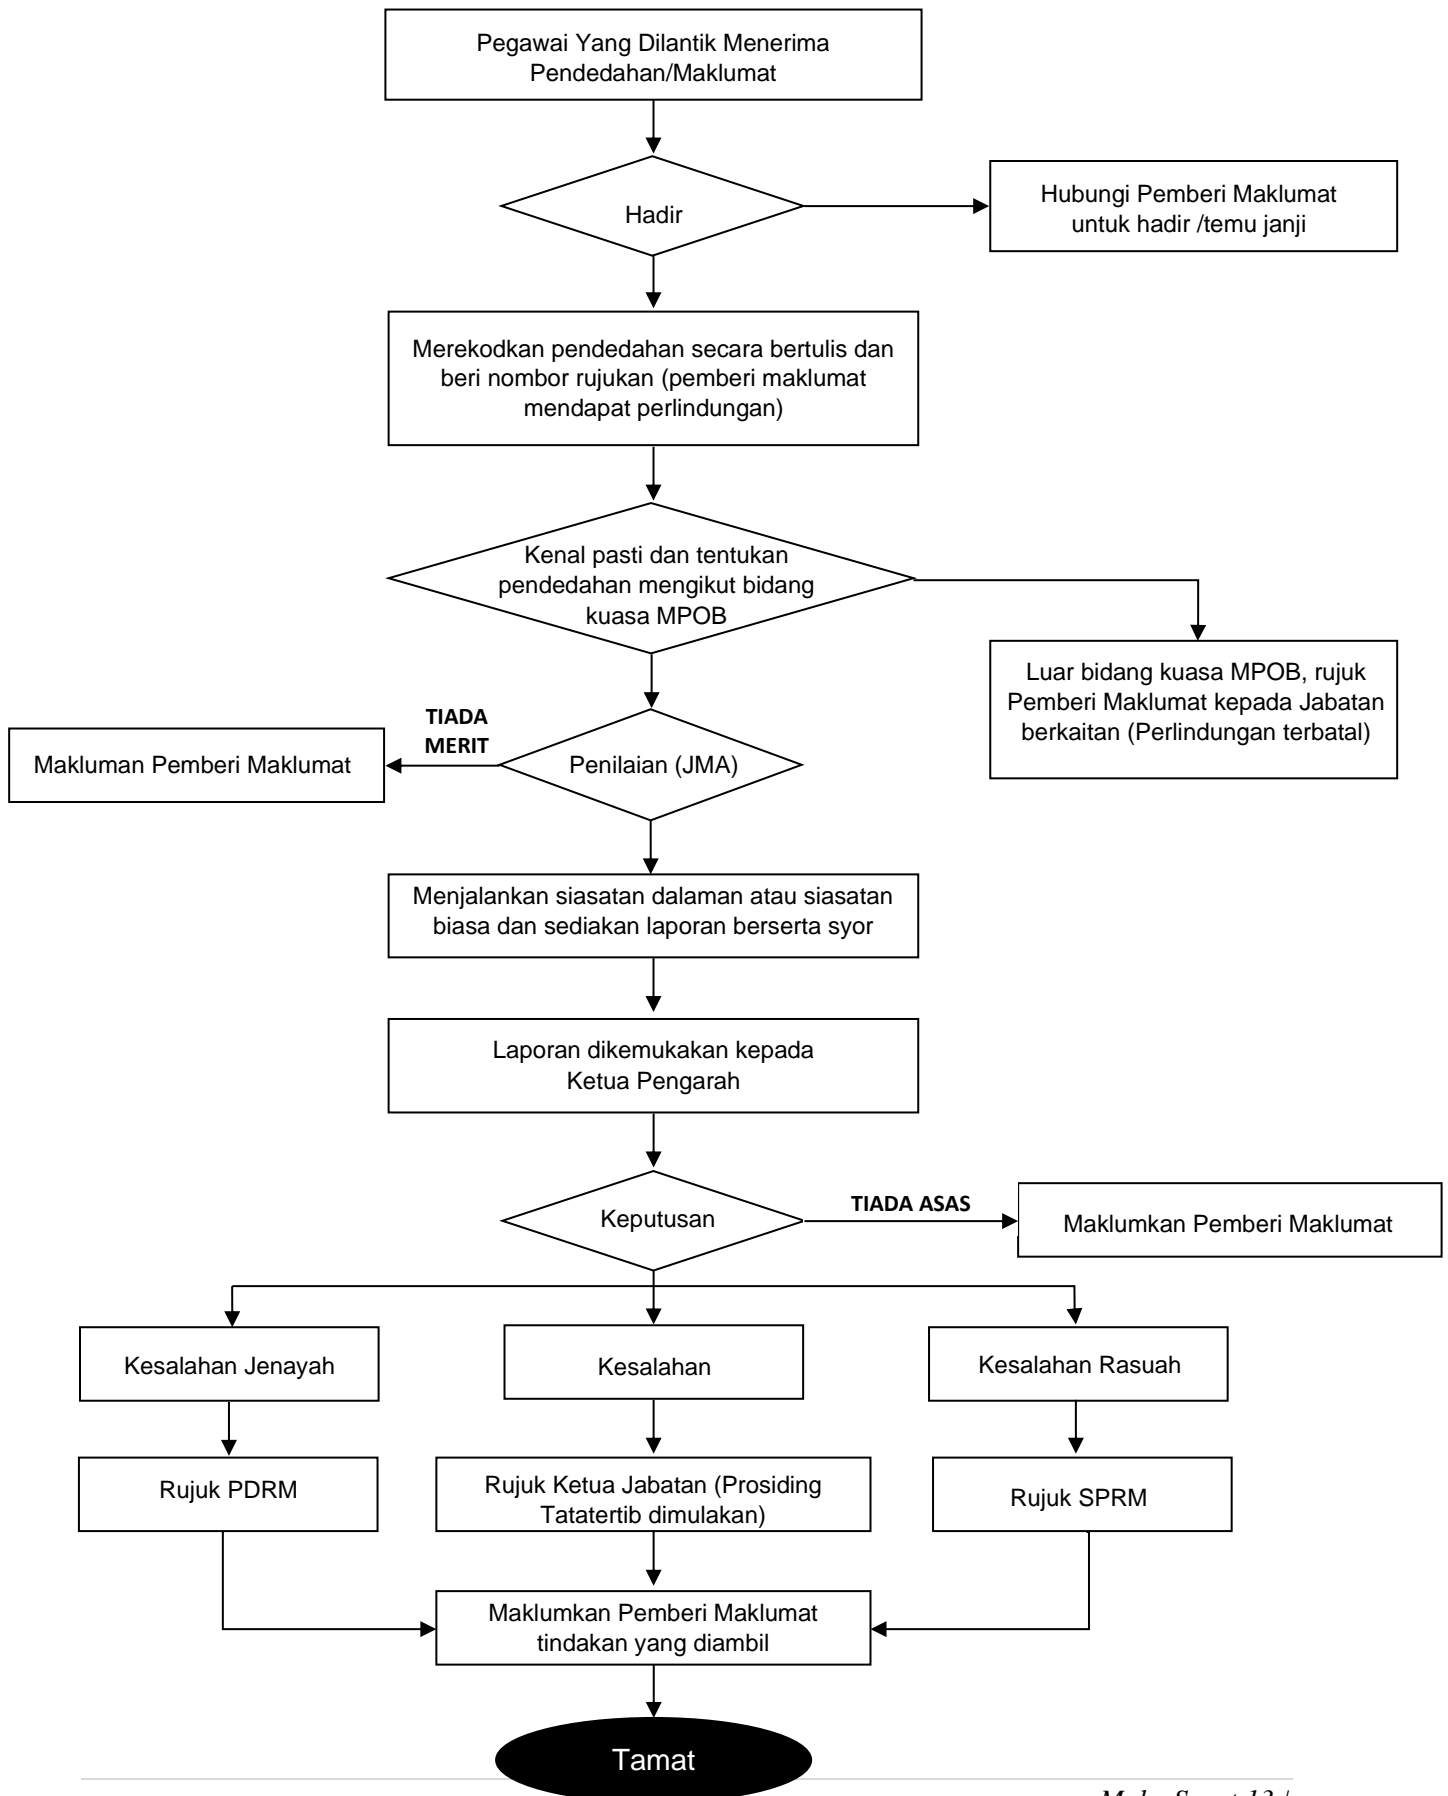 Pegawai Yang Dilantik Menerima
Pendedahan/Maklumat
Hadir
Hubungi Pemberi Maklumat
untuk hadir /temu janji
Merekodkan pendedahan secara bertulis dan
beri nombor rujukan (pemberi maklumat
mendapat perlindungan)
Kenal pasti dan tentukan
pendedahan mengikut bidang
kuasa MPOB
Luar bidang kuasa MPOB, rujuk
Pemberi Maklumat kepada Jabatan
berkaitan (Perlindungan terbatal)
TIADA
MERIT
Makluman Pemberi Maklumat
Penilaian (JMA)
Menjalankan siasatan dalaman atau siasatan
biasa dan sediakan laporan berserta syor
Laporan dikemukakan kepada
Ketua Pengarah
Keputusan
TIADA ASAS
Maklumkan Pemberi Maklumat
Kesalahan Jenayah
Kesalahan
Kesalahan Rasuah
Rujuk PDRM
Rujuk Ketua Jabatan (Prosiding
Tatatertib dimulakan)
Rujuk SPRM
Maklumkan Pemberi Maklumat
tindakan yang diambil
Tamat